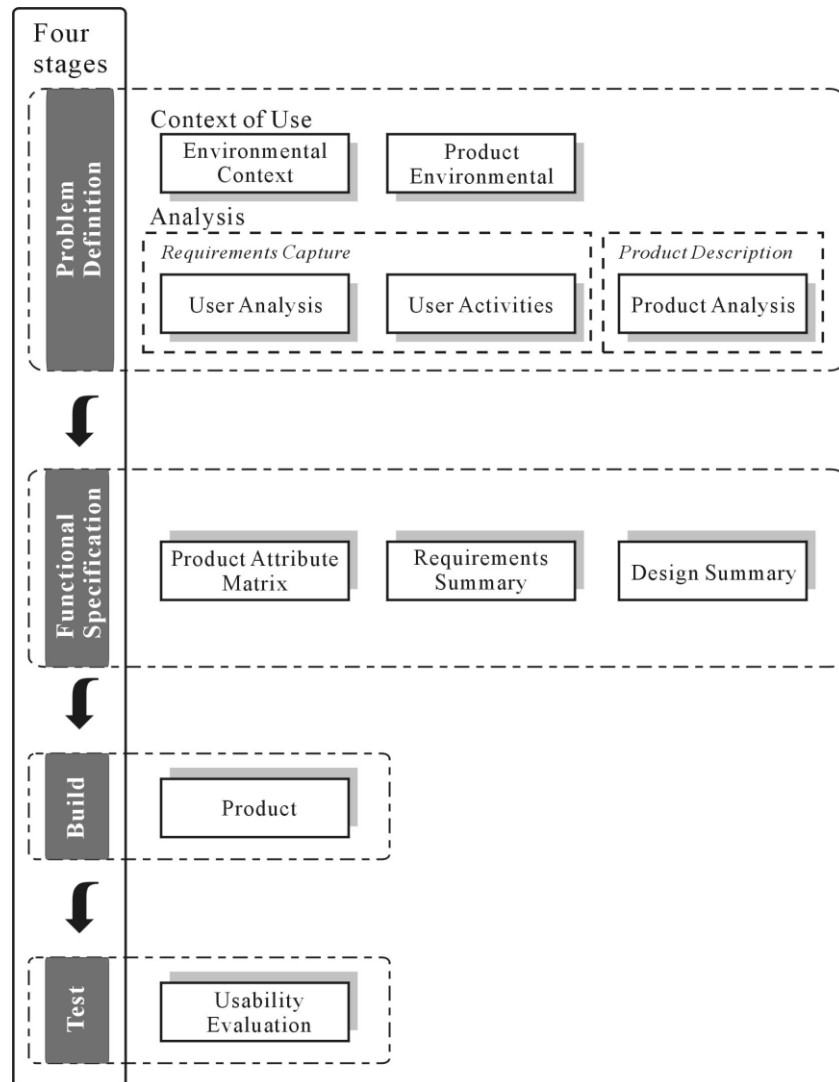 Four
stages
Problem
Definition
Context of Use
Environmental
Context
Product
Environmental
Analysis
Requirements Capture
User Analysis
User Activities
Product Description
Product Analysis
Functional
Specification
Product Attribute
Matrix
Requirements
Summary
Design Summary
Build
Product
Test
Usability
Evaluation